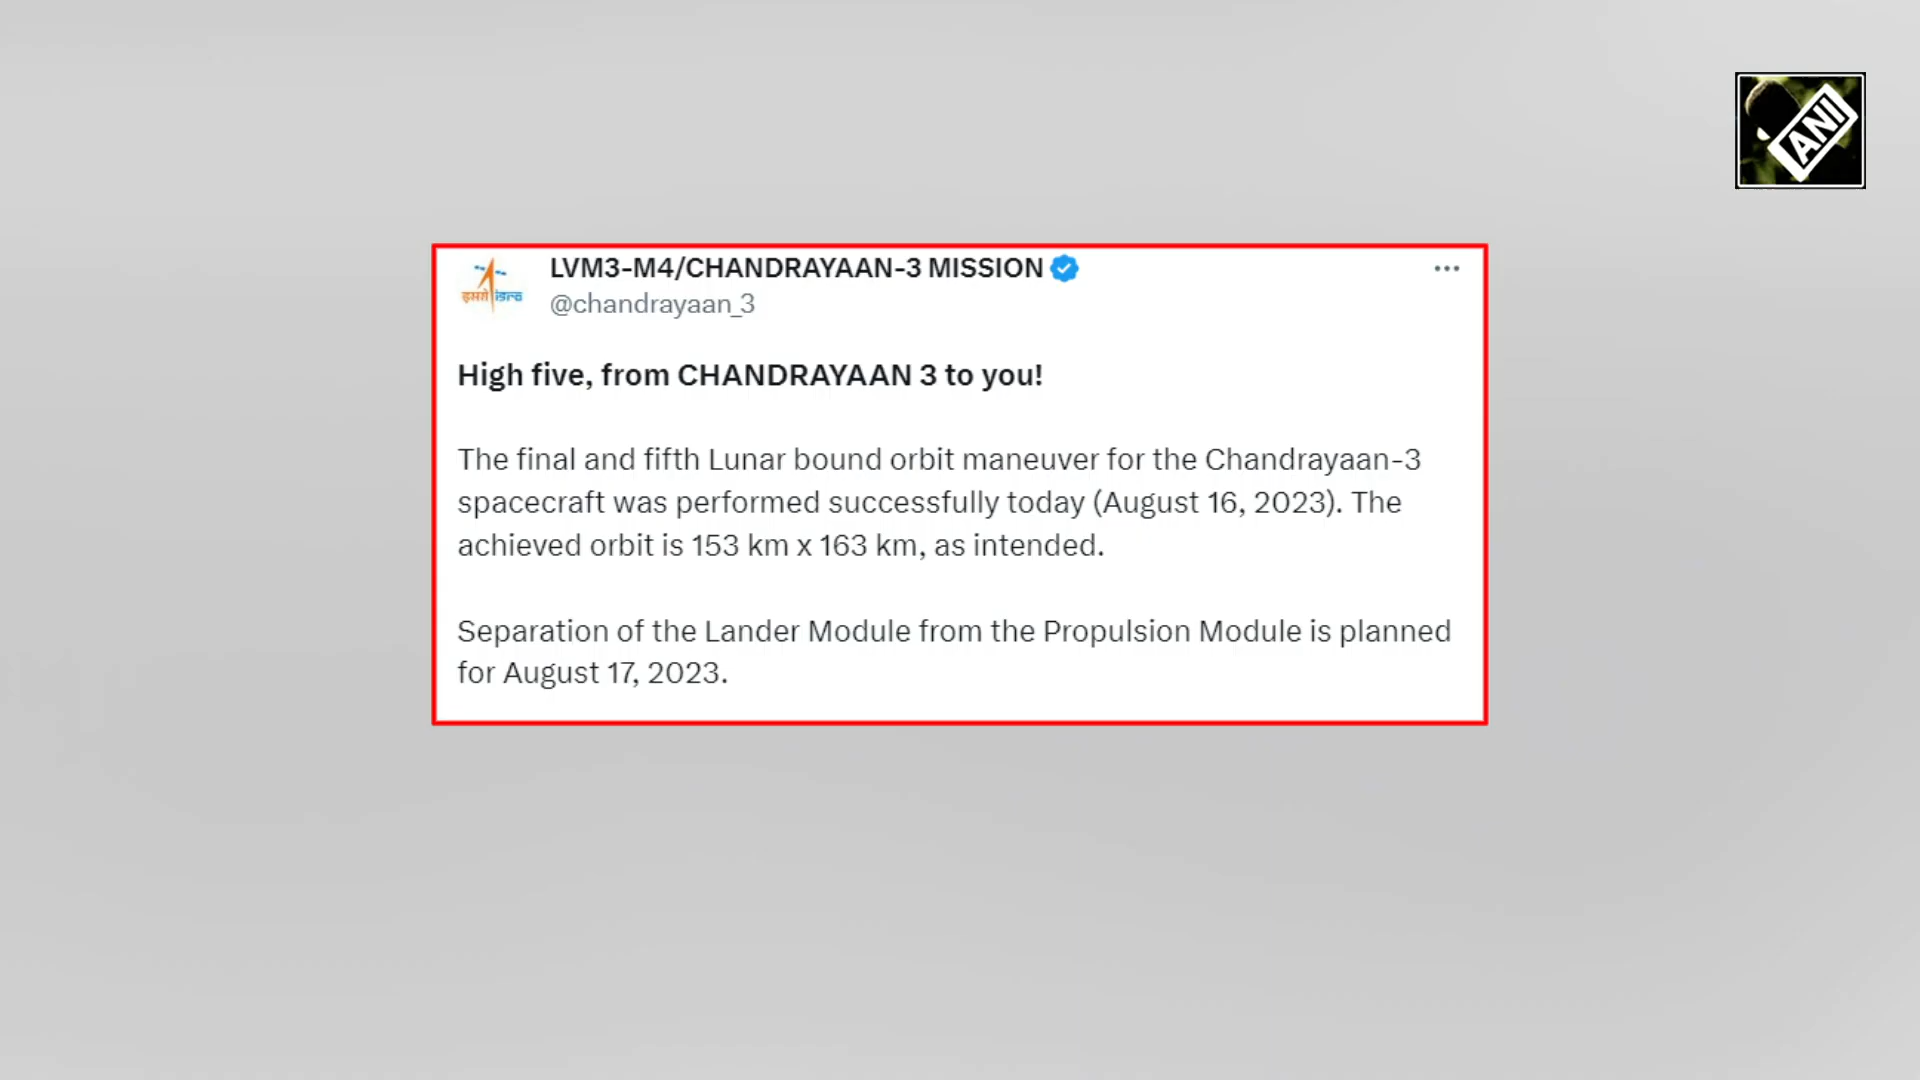 ANI
LVM3-M4/CHANDRAYAAN-3 MISSION
@chandrayaan_3
इसरो isro
High five, from CHANDRAYAAN 3 to you!
The final and fifth Lunar bound orbit maneuver for the Chandrayaan-3
spacecraft was performed successfully today (August 16, 2023). The
achieved orbit is 153 km x 163 km, as intended.
Separation of the Lander Module from the Propulsion Module is planned
for August 17, 2023.